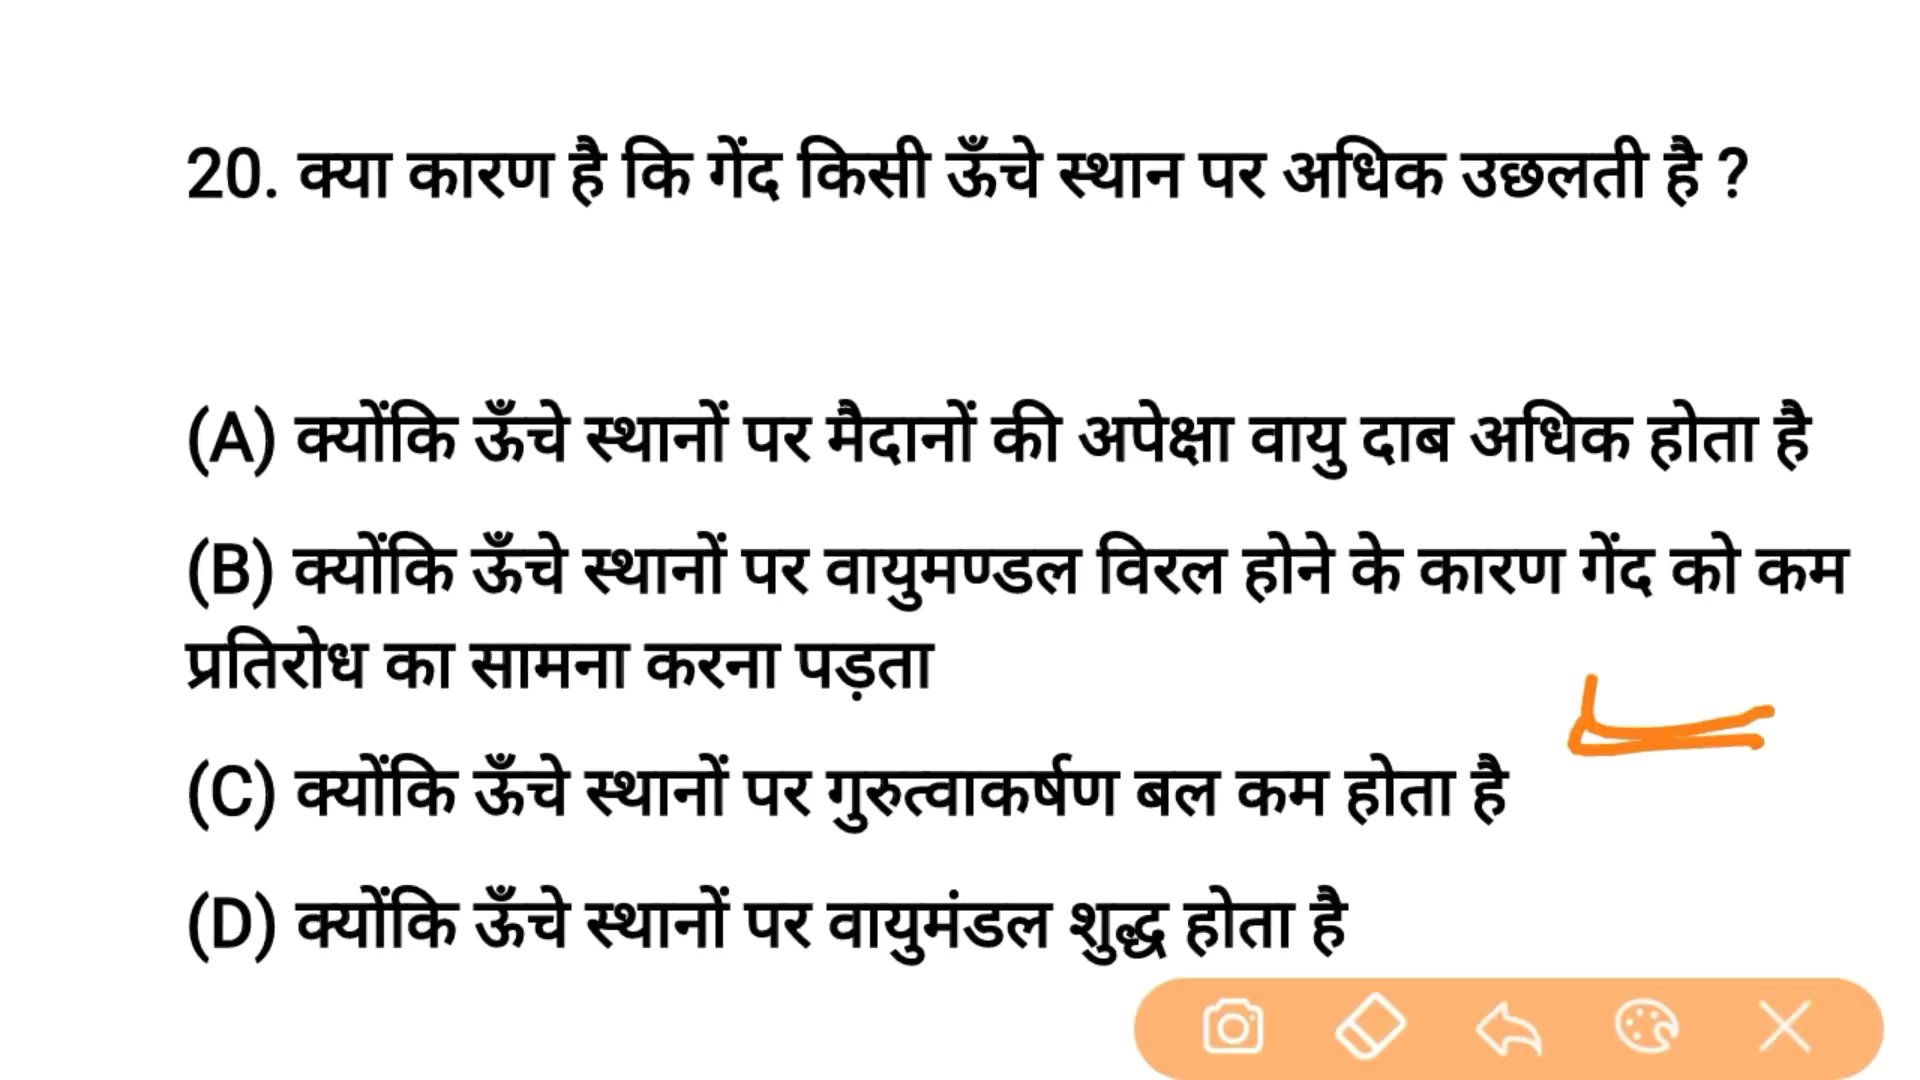 20. क्या कारण है कि गेंद किसी ऊँचे स्थान पर अधिक उछलती है ?
(A) क्योंकि ऊँचे स्थानों पर मैदानों की अपेक्षा वायु दाब अधिक होता है
(B) क्योंकि ऊँचे स्थानों पर वायुमण्डल विरल होने के कारण गेंद को कम
प्रतिरोध का सामना करना पड़ता
(C) क्योंकि ऊँचे स्थानों पर गुरुत्वाकर्षण बल कम होता है
(D) क्योंकि ऊँचे स्थानों पर वायुमंडल शुद्ध होता है